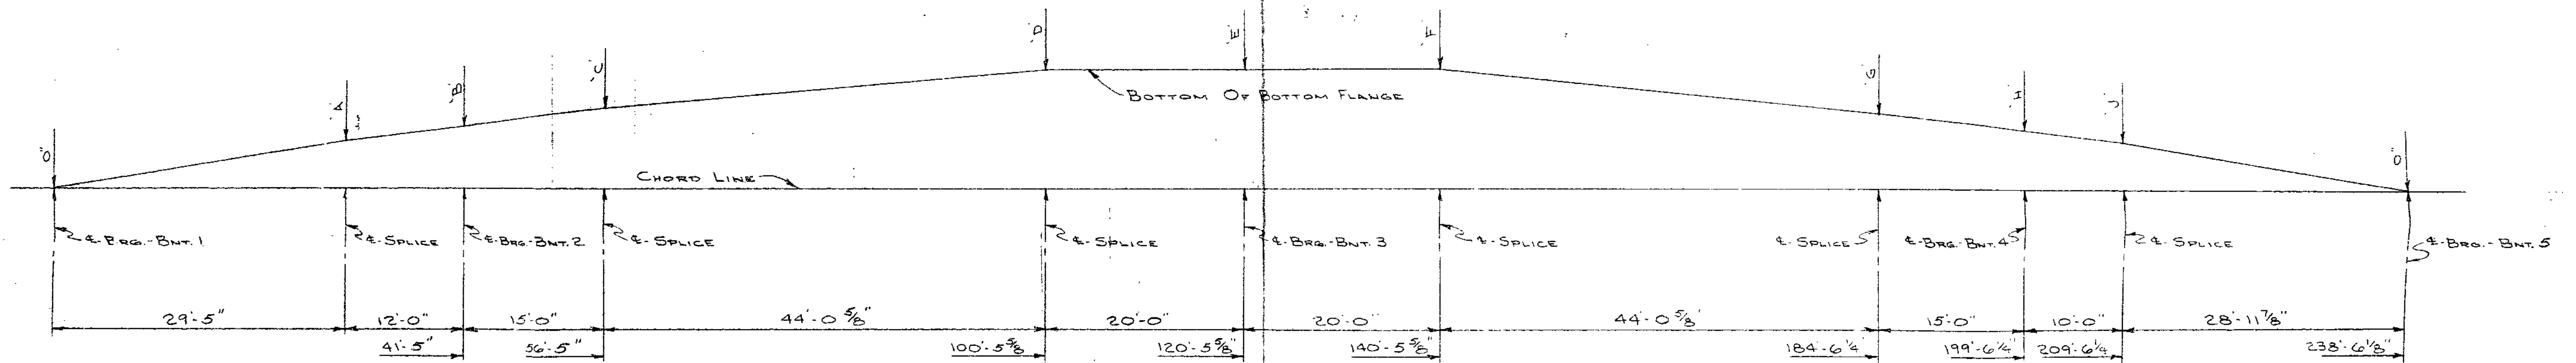 "D"
"E"
"F"
"C"
"G"
"B"
"A"
"H"
"J"
BOTTOM OF BOTTOM FLANGE
"O"
"O"
CHORD LINE
℄-BRG.-BNT. 1
℄-SPLICE
℄-BRG.-BNT. 2
℄-SPLICE
℄-SPLICE
℄-BRG.-BNT. 3
℄-SPLICE
℄-SPLICE
℄-BRG.-BNT. 4
℄-SPLICE
℄-BRG.-BNT. 5
29'-5"
12'-0"
15'-0"
44'-0 5/8"
20'-0"
20'-0"
44'-0 5/8"
15'-0"
10'-0"
28'-11 7/8"
41'-5"
56'-5"
100'-5 5/8
120'-5 5/8"
140'-5 5/8"
184'-6 1/4"
199'-6 1/4"
209'-6 1/4"
238'-6 1/8"